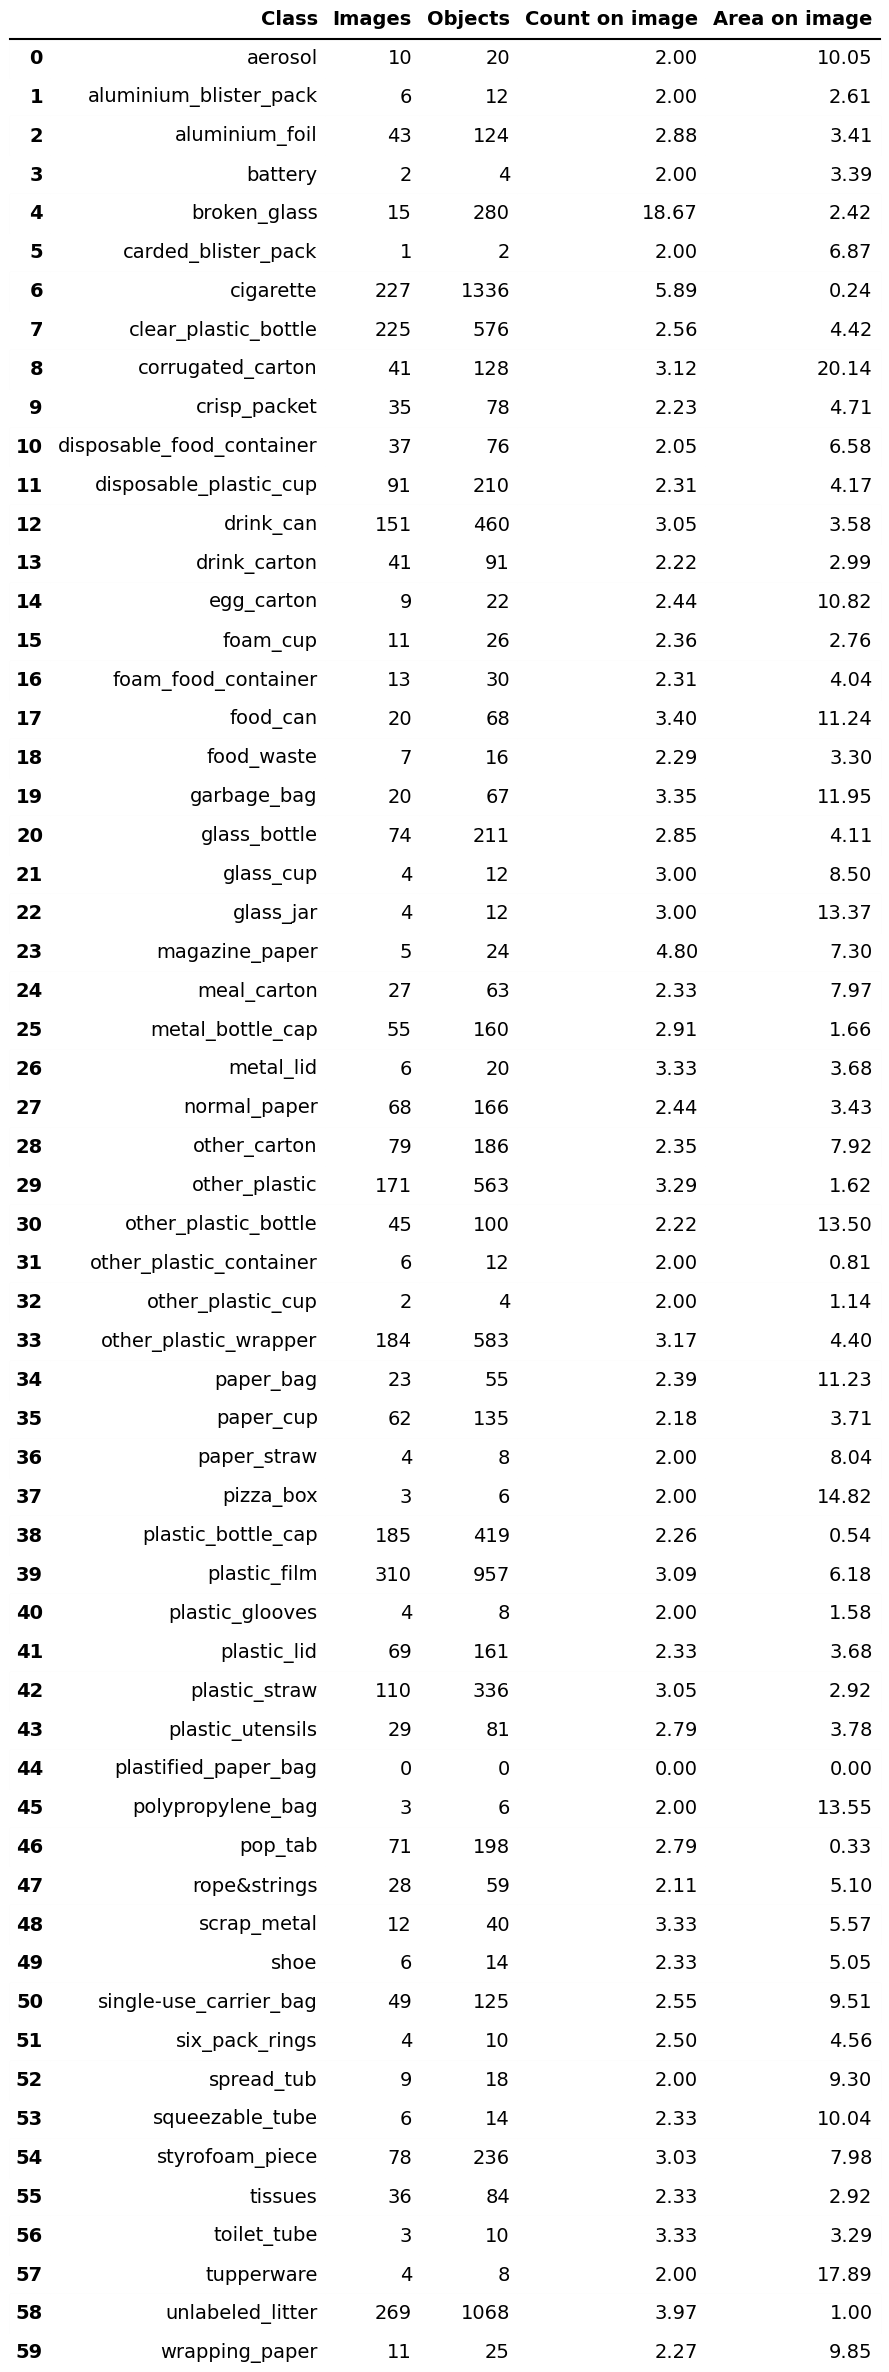 Class Images Objects Count on image Area on image
0 aerosol 10 20 2.00 10.05
1 aluminium_blister_pack 6 12 2.00 2.61
2 aluminium_foil 43 124 2.88 3.41
3 battery 2 4 2.00 3.39
4 broken_glass 15 280 18.67 2.42
5 carded_blister_pack 1 2 2.00 6.87
6 cigarette 227 1336 5.89 0.24
7 clear_plastic_bottle 225 576 2.56 4.42
8 corrugated_carton 41 128 3.12 20.14
9 crisp_packet 35 78 2.23 4.71
10 disposable_food_container 37 76 2.05 6.58
11 disposable_plastic_cup 91 210 2.31 4.17
12 drink_can 151 460 3.05 3.58
13 drink_carton 41 91 2.22 2.99
14 egg_carton 9 22 2.44 10.82
15 foam_cup 11 26 2.36 2.76
16 foam_food_container 13 30 2.31 4.04
17 food_can 20 68 3.40 11.24
18 food_waste 7 16 2.29 3.30
19 garbage_bag 20 67 3.35 11.95
20 glass_bottle 74 211 2.85 4.11
21 glass_cup 4 12 3.00 8.50
22 glass_jar 4 12 3.00 13.37
23 magazine_paper 5 24 4.80 7.30
24 meal_carton 27 63 2.33 7.97
25 metal_bottle_cap 55 160 2.91 1.66
26 metal_lid 6 20 3.33 3.68
27 normal_paper 68 166 2.44 3.43
28 other_carton 79 186 2.35 7.92
29 other_plastic 171 563 3.29 1.62
30 other_plastic_bottle 45 100 2.22 13.50
31 other_plastic_container 6 12 2.00 0.81
32 other_plastic_cup 2 4 2.00 1.14
33 other_plastic_wrapper 184 583 3.17 4.40
34 paper_bag 23 55 2.39 11.23
35 paper_cup 62 135 2.18 3.71
36 paper_straw 4 8 2.00 8.04
37 pizza_box 3 6 2.00 14.82
38 plastic_bottle_cap 185 419 2.26 0.54
39 plastic_film 310 957 3.09 6.18
40 plastic_glooves 4 8 2.00 1.58
41 plastic_lid 69 161 2.33 3.68
42 plastic_straw 110 336 3.05 2.92
43 plastic_utensils 29 81 2.79 3.78
44 plastified_paper_bag 0 0 0.00 0.00
45 polypropylene_bag 3 6 2.00 13.55
46 pop_tab 71 198 2.79 0.33
47 rope&strings 28 59 2.11 5.10
48 scrap_metal 12 40 3.33 5.57
49 shoe 6 14 2.33 5.05
50 single-use_carrier_bag 49 125 2.55 9.51
51 six_pack_rings 4 10 2.50 4.56
52 spread_tub 9 18 2.00 9.30
53 squeezable_tube 6 14 2.33 10.04
54 styrofoam_piece 78 236 3.03 7.98
55 tissues 36 84 2.33 2.92
56 toilet_tube 3 10 3.33 3.29
57 tupperware 4 8 2.00 17.89
58 unlabeled_litter 269 1068 3.97 1.00
59 wrapping_paper 11 25 2.27 9.85